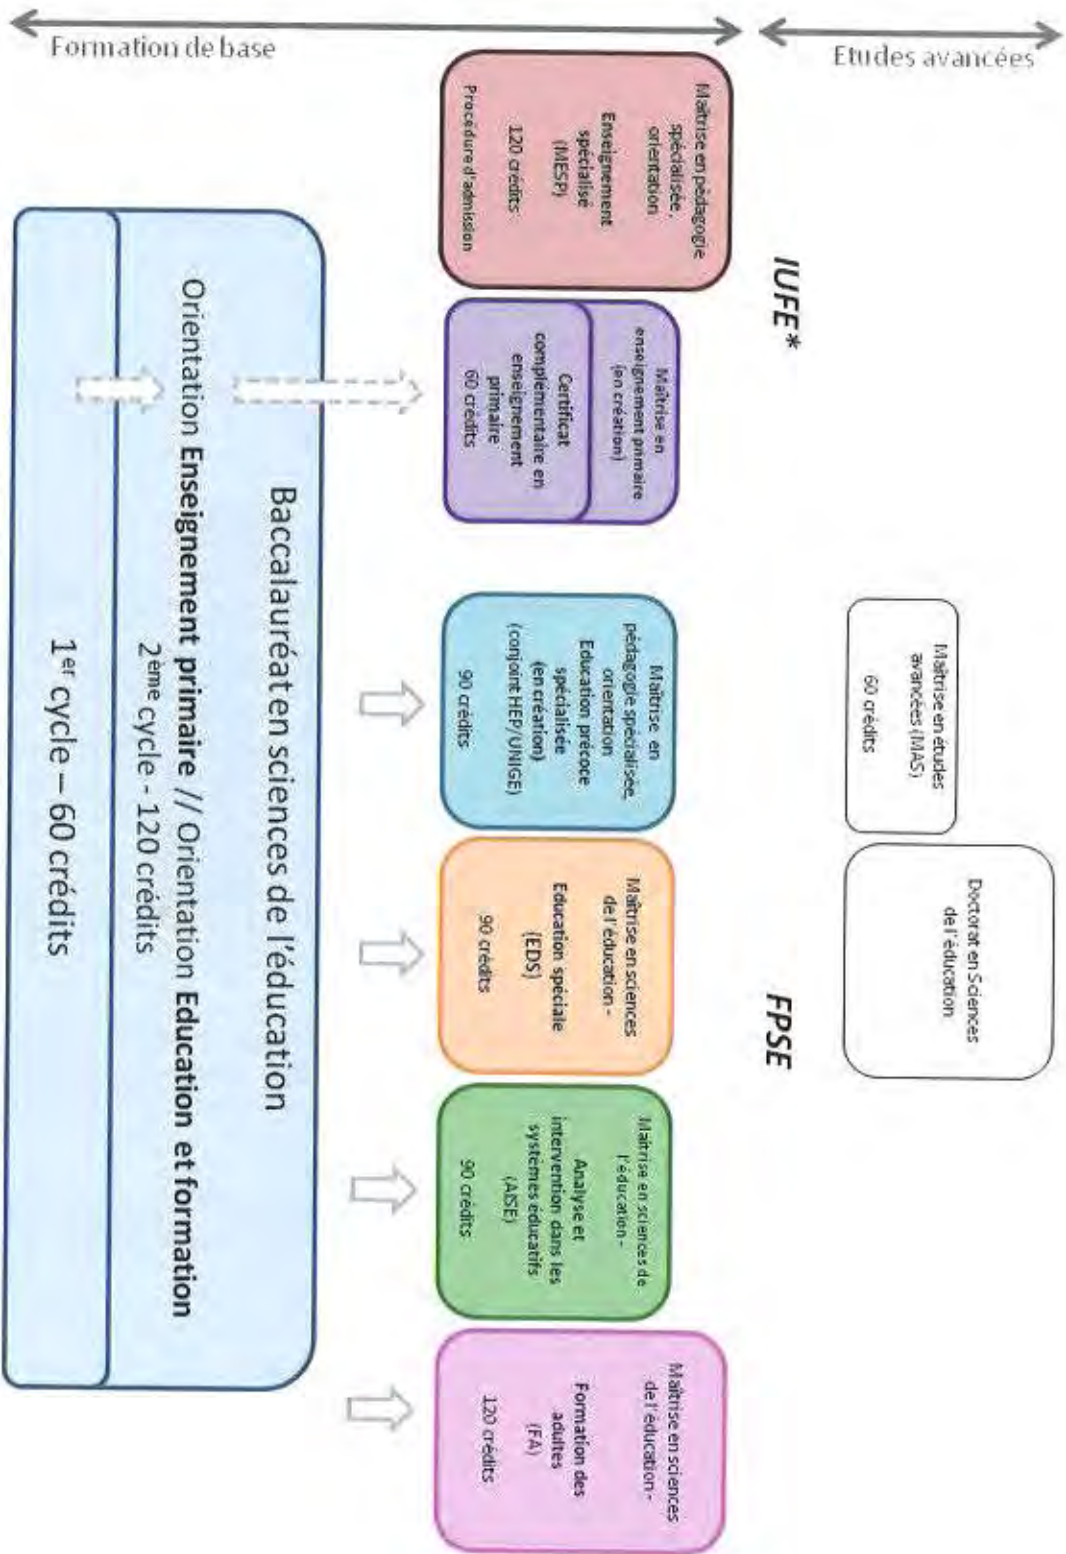 Etudes avancées
Formation de base
Maîtrise en études
avancées (MAS)
60 crédits
Doctorat en Sciences
de l'éducation
IUFE*
FPSE
Maîtrise en pédagogie
spécialisée,
orientation
Enseignement
spécialisé
(MESP)
120 crédits
Procédure d'admission
Maîtrise en
enseignement primaire
(en création)
Certificat
complémentaire en
enseignement
primaire
60 crédits
Maîtrise en
pédagogie spécialisée,
orientation
Education précoce
spécialisée
(en création)
(conjoint HEP/UNIGE)
90 crédits
Maîtrise en sciences
de l'éducation -
Education spéciale
(EDS)
90 crédits
Maîtrise en sciences de
l'éducation -
Analyse et
intervention dans les
systèmes éducatifs
(AISE)
90 crédits
Maîtrise en sciences
de l'éducation -
Formation des
adultes
(FA)
120 crédits
Baccalauréat en sciences de l'éducation
Orientation Enseignement primaire // Orientation Education et formation
2ème cycle - 120 crédits
1er cycle – 60 crédits